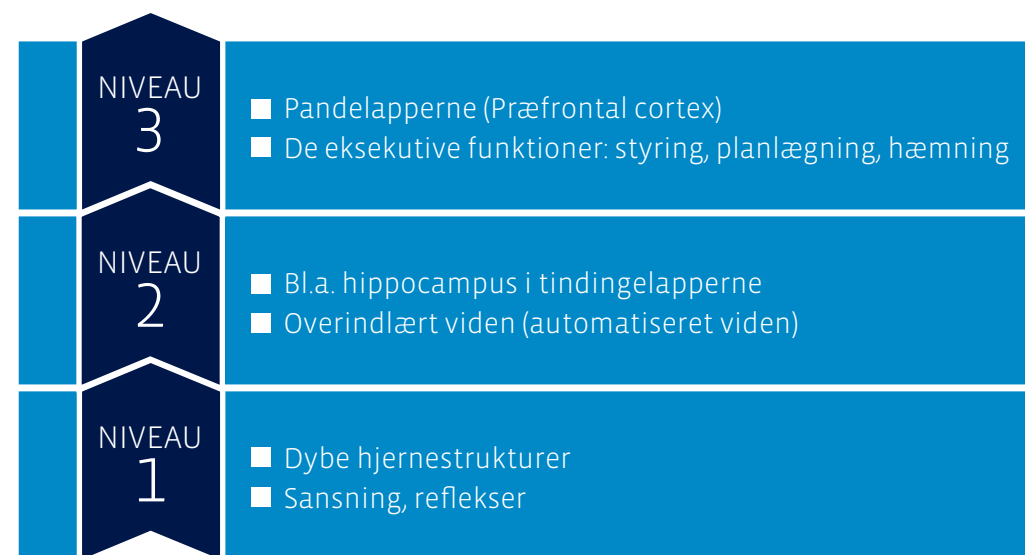 NIVEAU
3
Pandelapperne (Præfrontal cortex)
De eksekutive funktioner: styring, planlægning, hæmning
NIVEAU
2
Bl.a. hippocampus i tindingelapperne
Overindlært viden (automatiseret viden)
NIVEAU
1
Dybe hjernestrukturer
Sansning, reflekser